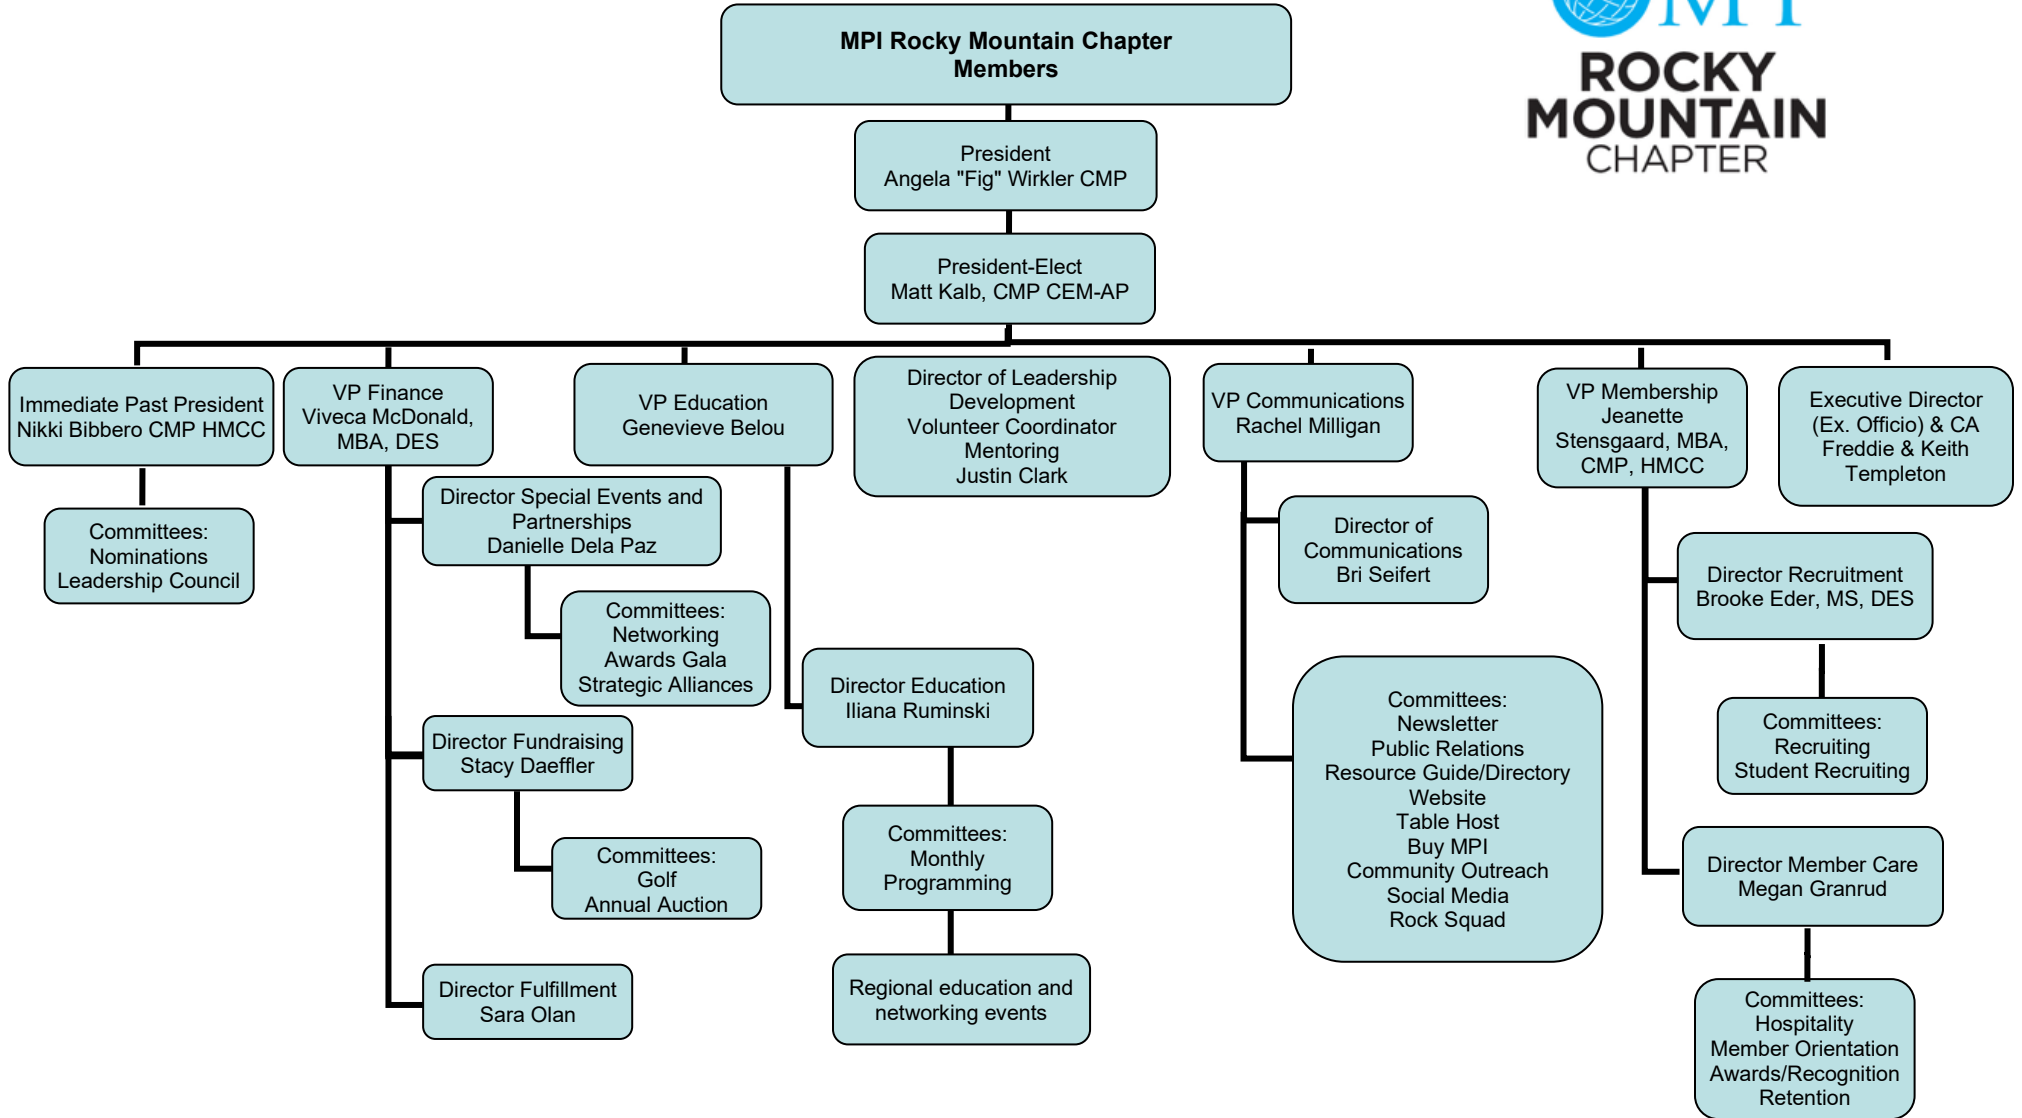 MPI
ROCKY
MOUNTAIN
CHAPTER
MPI Rocky Mountain Chapter
Members
President
Angela "Fig" Wirkler CMP
President-Elect
Matt Kalb, CMP CEM-AP
Immediate Past President
Nikki Bibbero CMP HMCC
Committees:
Nominations
Leadership Council
VP Finance
Viveca McDonald,
MBA, DES
Director Special Events and
Partnerships
Danielle Dela Paz
Committees:
Networking
Awards Gala
Strategic Alliances
Director Fundraising
Stacy Daeffler
Committees:
Golf
Annual Auction
Director Fulfillment
Sara Olan
VP Education
Genevieve Belou
Director Education
Iliana Ruminski
Committees:
Monthly
Programming
Regional education and
networking events
Director of Leadership
Development
Volunteer Coordinator
Mentoring
Justin Clark
VP Communications
Rachel Milligan
Director of
Communications
Bri Seifert
Committees:
Newsletter
Public Relations
Resource Guide/Directory
Website
Table Host
Buy MPI
Community Outreach
Social Media
Rock Squad
VP Membership
Jeanette
Stensgaard, MBA,
CMP, HMCC
Director Recruitment
Brooke Eder, MS, DES
Committees:
Recruiting
Student Recruiting
Director Member Care
Megan Granrud
Committees:
Hospitality
Member Orientation
Awards/Recognition
Retention
Executive Director
(Ex. Officio) & CA
Freddie & Keith
Templeton